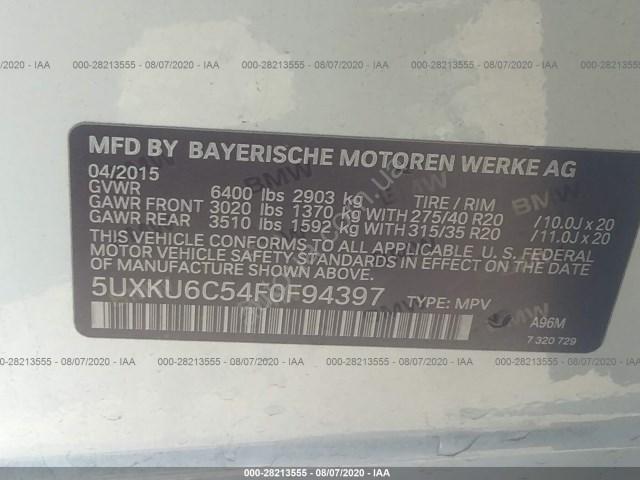 000-28213555 - 08/07/2020 - IAA
MFD BY BAYERISCHE MOTOREN WERKE AG
04/2015
GVWR 6400 lbs 2903 kg TIRE / RIM
GAWR FRONT 3020 lbs 1370 kg WITH 275/40 R20 /10.0J x 20
GAWR REAR 3510 lbs 1592 kg WITH 315/35 R20 /11.0J x 20
THIS VEHICLE CONFORMS TO ALL APPLICABLE U.S. FEDERAL
MOTOR VEHICLE SAFETY STANDARDS IN EFFECT ON THE DATE OF
MANUFACTURE SHOWN ABOVE.
5UXKU6C54F0F94397 TYPE: MPV
A96M
7 320 729
000-28213555 - 08/07/2020 - IAA